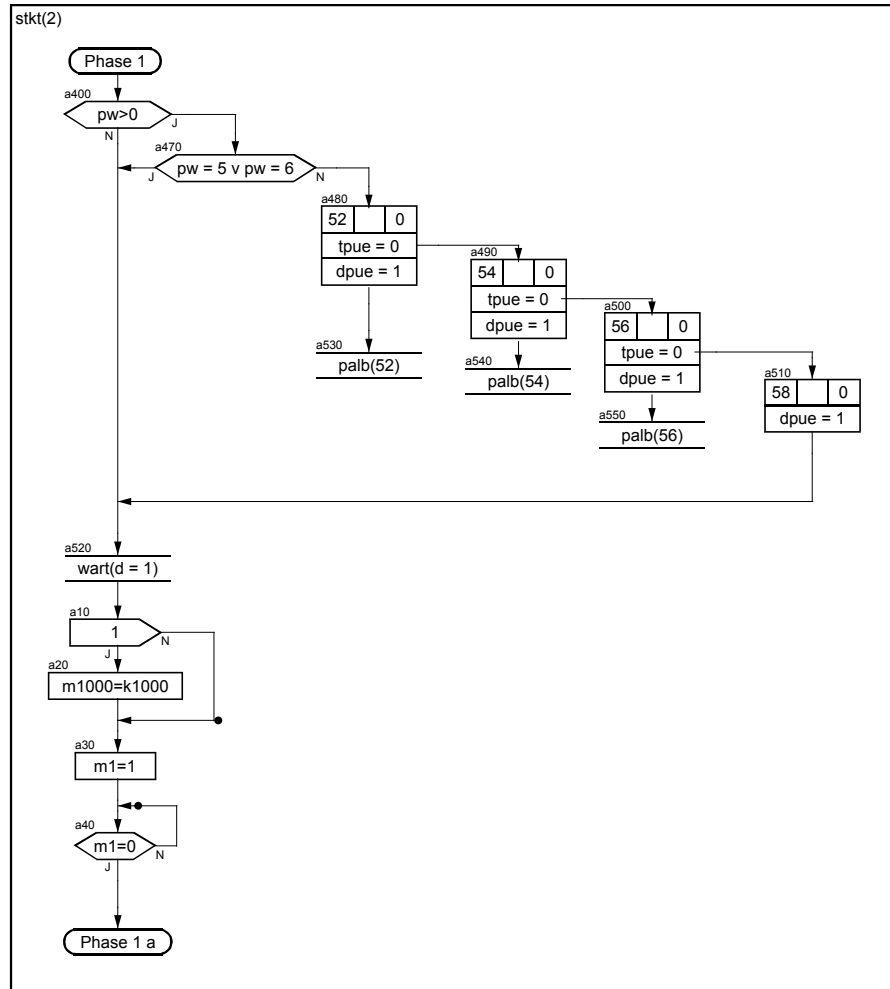 stkt(2)
Phase 1
a400
pw>0
J
N
a470
pw = 5 v pw = 6
J
N
a480
52 0
tpue = 0
dpue = 1
a490
54 0
tpue = 0
dpue = 1
a500
56 0
tpue = 0
dpue = 1
a510
58 0
dpue = 1
a530
palb(52)
a540
palb(54)
a550
palb(56)
a520
wart(d = 1)
a10
1
N
J
a20
m1000=k1000
a30
m1=1
a40
m1=0
N
J
Phase 1 a